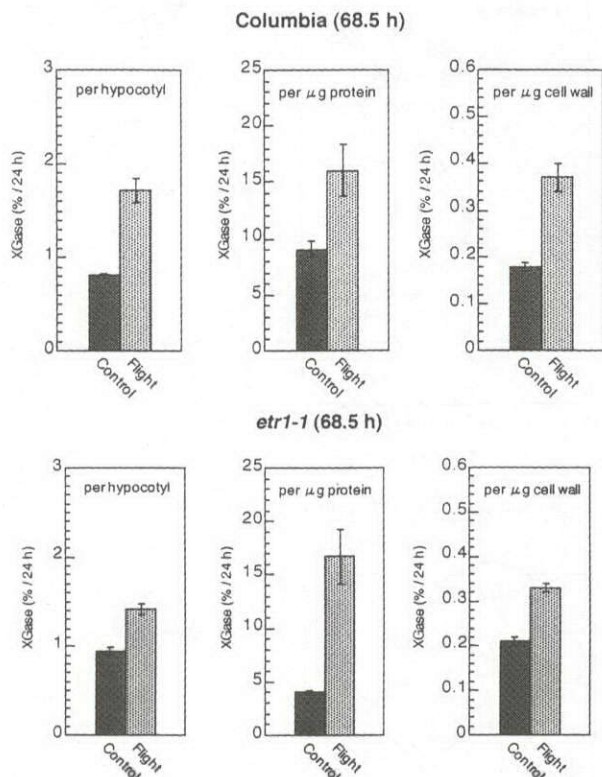 Columbia (68.5 h)
XGase (% / 24 h)
3
2
1
0
per hypocotyl
Control
Flight
XGase (% / 24 h)
25
20
15
10
5
0
per μg protein
Control
Flight
XGase (% / 24 h)
0.6
0.5
0.4
0.3
0.2
0.1
0
per μg cell wall
Control
Flight
etr1-1 (68.5 h)
XGase (% / 24 h)
3
2
1
0
per hypocotyl
Control
Flight
XGase (% / 24 h)
25
20
15
10
5
0
per μg protein
Control
Flight
XGase (% / 24 h)
0.6
0.5
0.4
0.3
0.2
0.1
0
per μg cell wall
Control
Flight